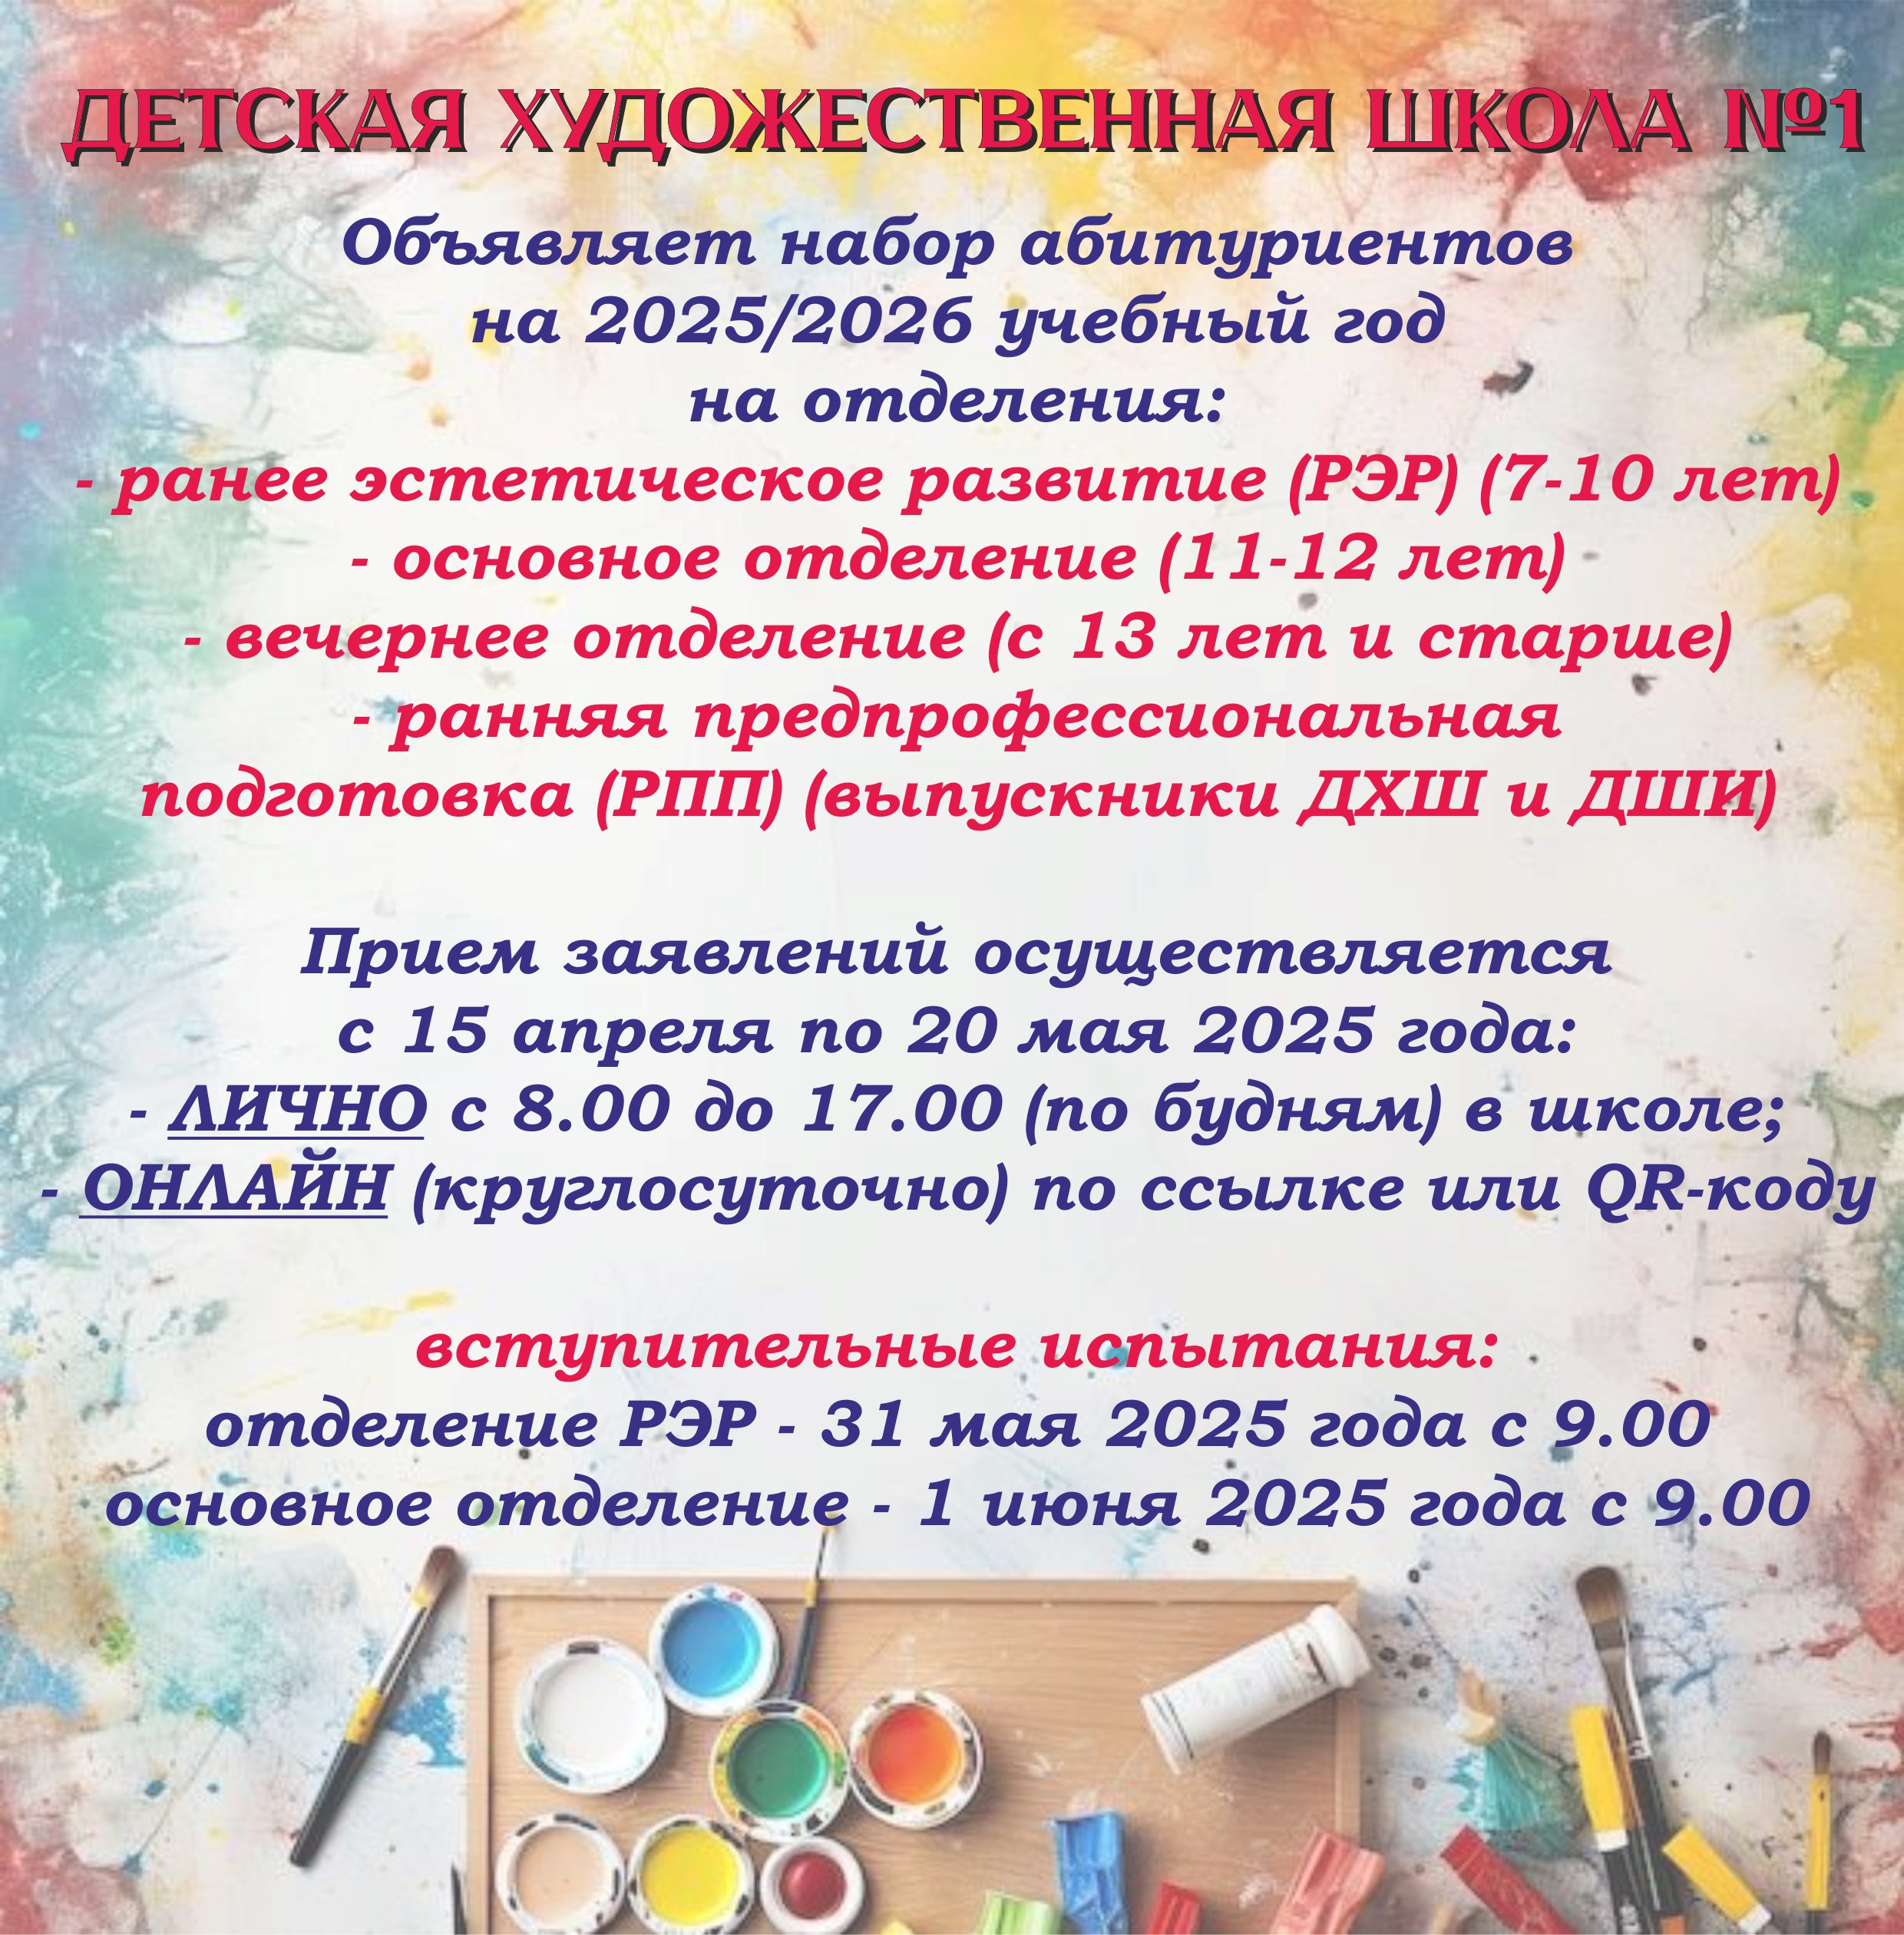 ДЕТСКАЯ ХУДОЖЕСТВЕННАЯ ШКОЛА №1
Объявляет набор абитуриентов
на 2025/2026 учебный год
на отделения:
- ранее эстетическое развитие (РЭР) (7-10 лет)
- основное отделение (11-12 лет)
- вечернее отделение (с 13 лет и старше)
- ранняя предпрофессиональная
подготовка (РПП) (выпускники ДХШ и ДШИ)
Прием заявлений осуществляется
с 15 апреля по 20 мая 2025 года:
- ЛИЧНО с 8.00 до 17.00 (по будням) в школе;
- ОНЛАЙН (круглосуточно) по ссылке или QR-коду
вступительные испытания:
отделение РЭР - 31 мая 2025 года с 9.00
основное отделение - 1 июня 2025 года с 9.00